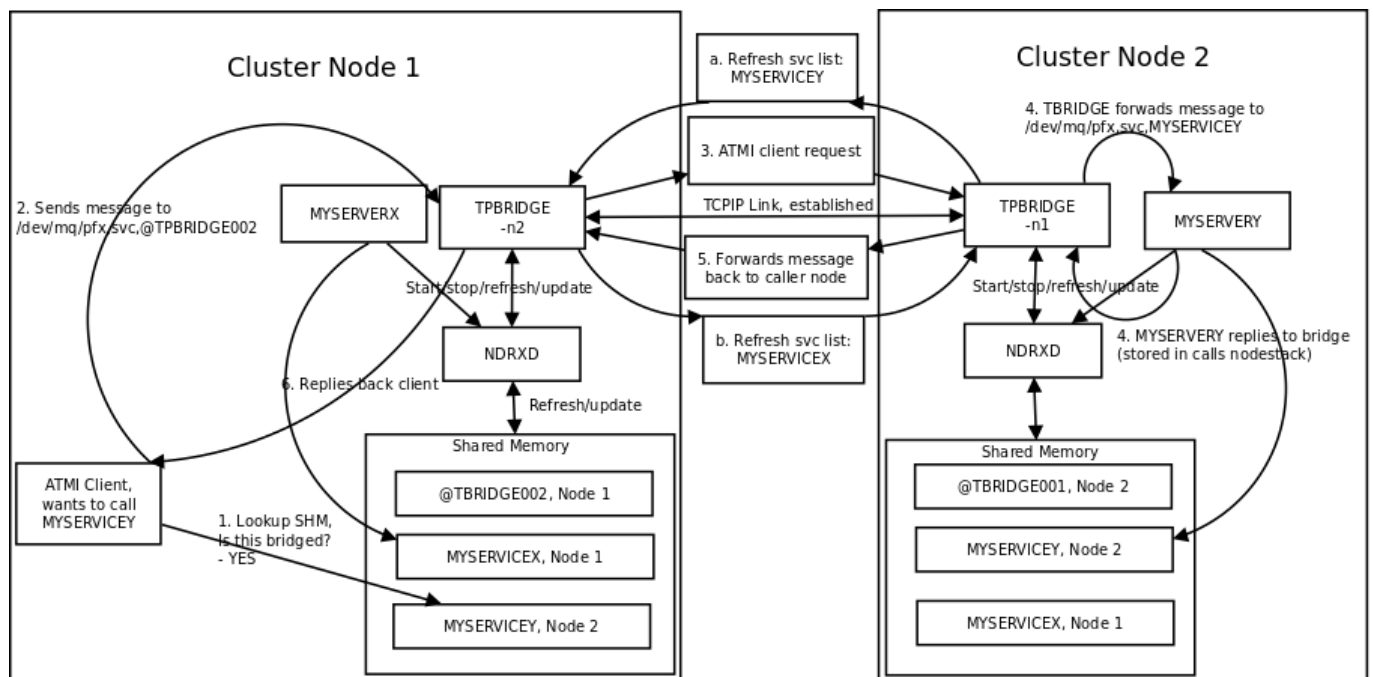 Cluster Node 1
Cluster Node 2
a. Refresh svc list:
MYSERVICEY
4. TBRIDGE forwads message to
/dev/mq/pfx,svc,MYSERVICEY
3. ATMI client request
2. Sends message to
/dev/mq/pfx,svc,@TPBRIDGE002
MYSERVERX
TPBRIDGE
-n2
TCPIP Link, established
TPBRIDGE
-n1
MYSERVERY
5. Forwards message
back to caller node
Start/stop/refresh/update
Start/stop/refresh/update
b. Refresh svc list:
MYSERVICEX
NDRXD
NDRXD
4. MYSERVERY replies to bridge
(stored in calls nodestack)
6. Replies back client
Refresh/update
Shared Memory
Shared Memory
@TBRIDGE002, Node 1
@TBRIDGE001, Node 2
ATMI Client,
wants to call
MYSERVICEY
1. Lookup SHM,
Is this bridged?
- YES
MYSERVICEX, Node 1
MYSERVICEY, Node 2
MYSERVICEY, Node 2
MYSERVICEX, Node 1